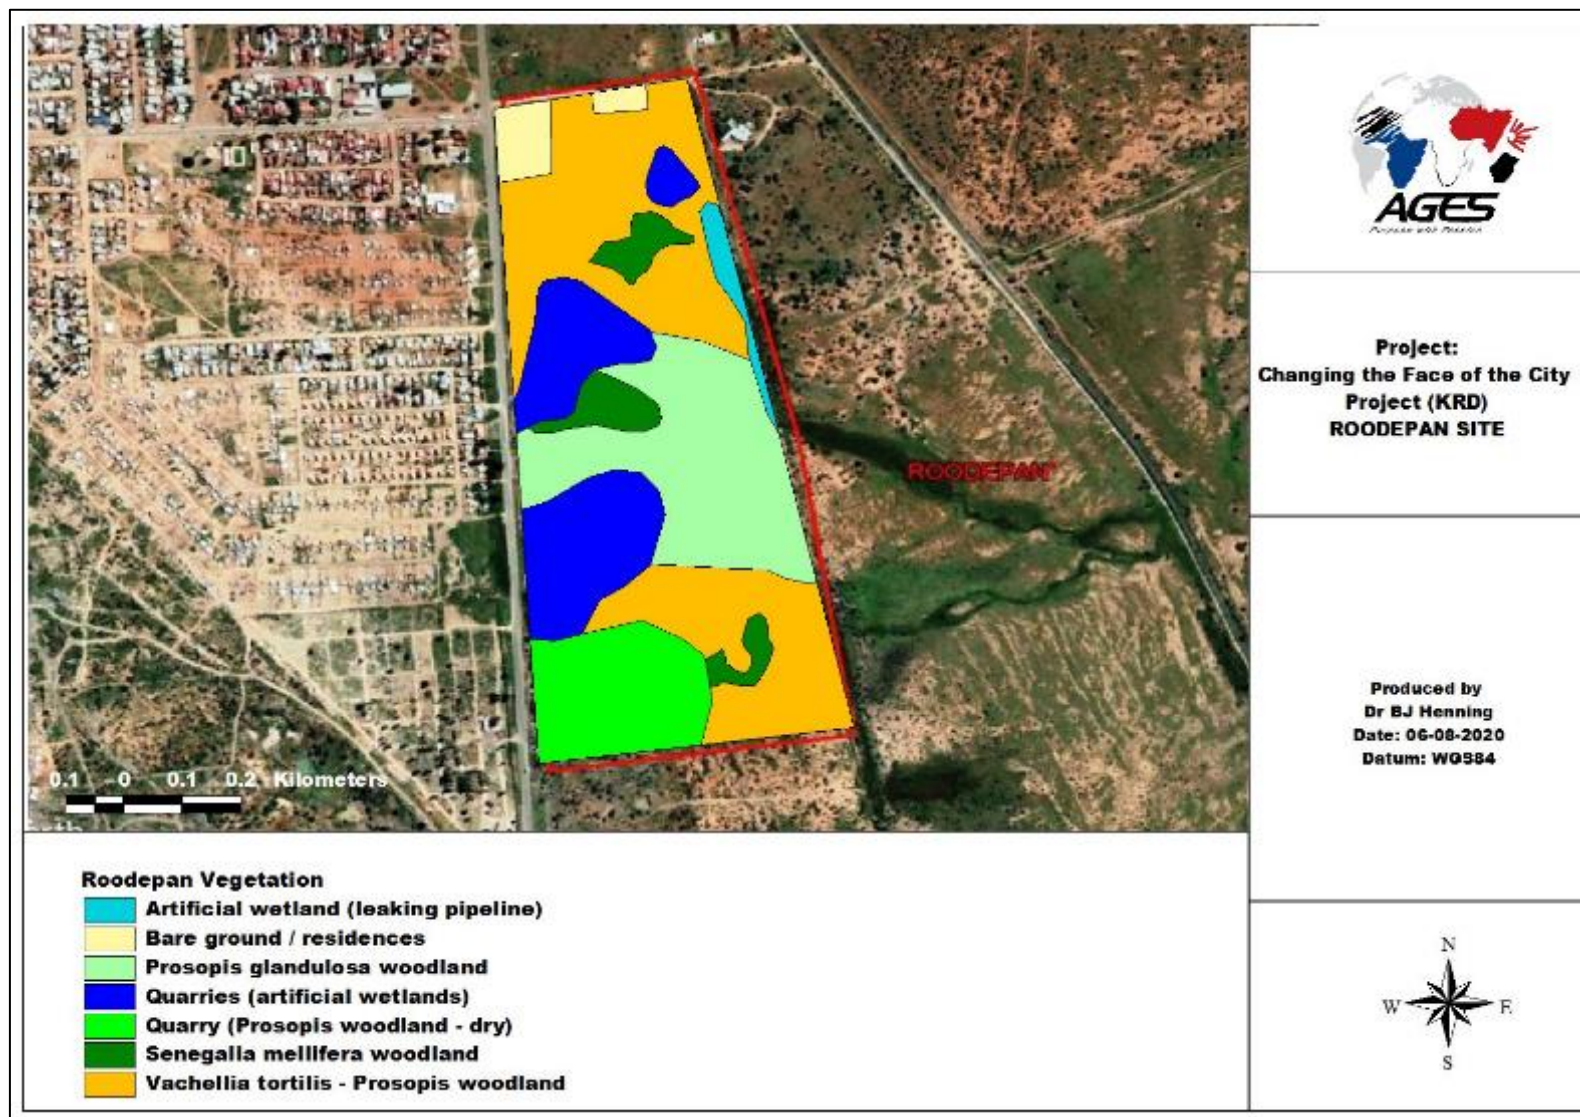 AGES
Project:
Changing the Face of the City
Project (KRD)
ROODEPAN SITE
ROODEPAN
Produced by
Dr BJ Henning
Date: 06-08-2020
Datum: WGS84
0.1 0 0.1 0.2 Kilometers
Roodepan Vegetation
Artificial wetland (leaking pipeline)
Bare ground / residences
Prosopis glandulosa woodland
Quarries (artificial wetlands)
Quarry (Prosopis woodland - dry)
Senegalia mellifera woodland
Vachellia tortilis - Prosopis woodland
N
W E
S